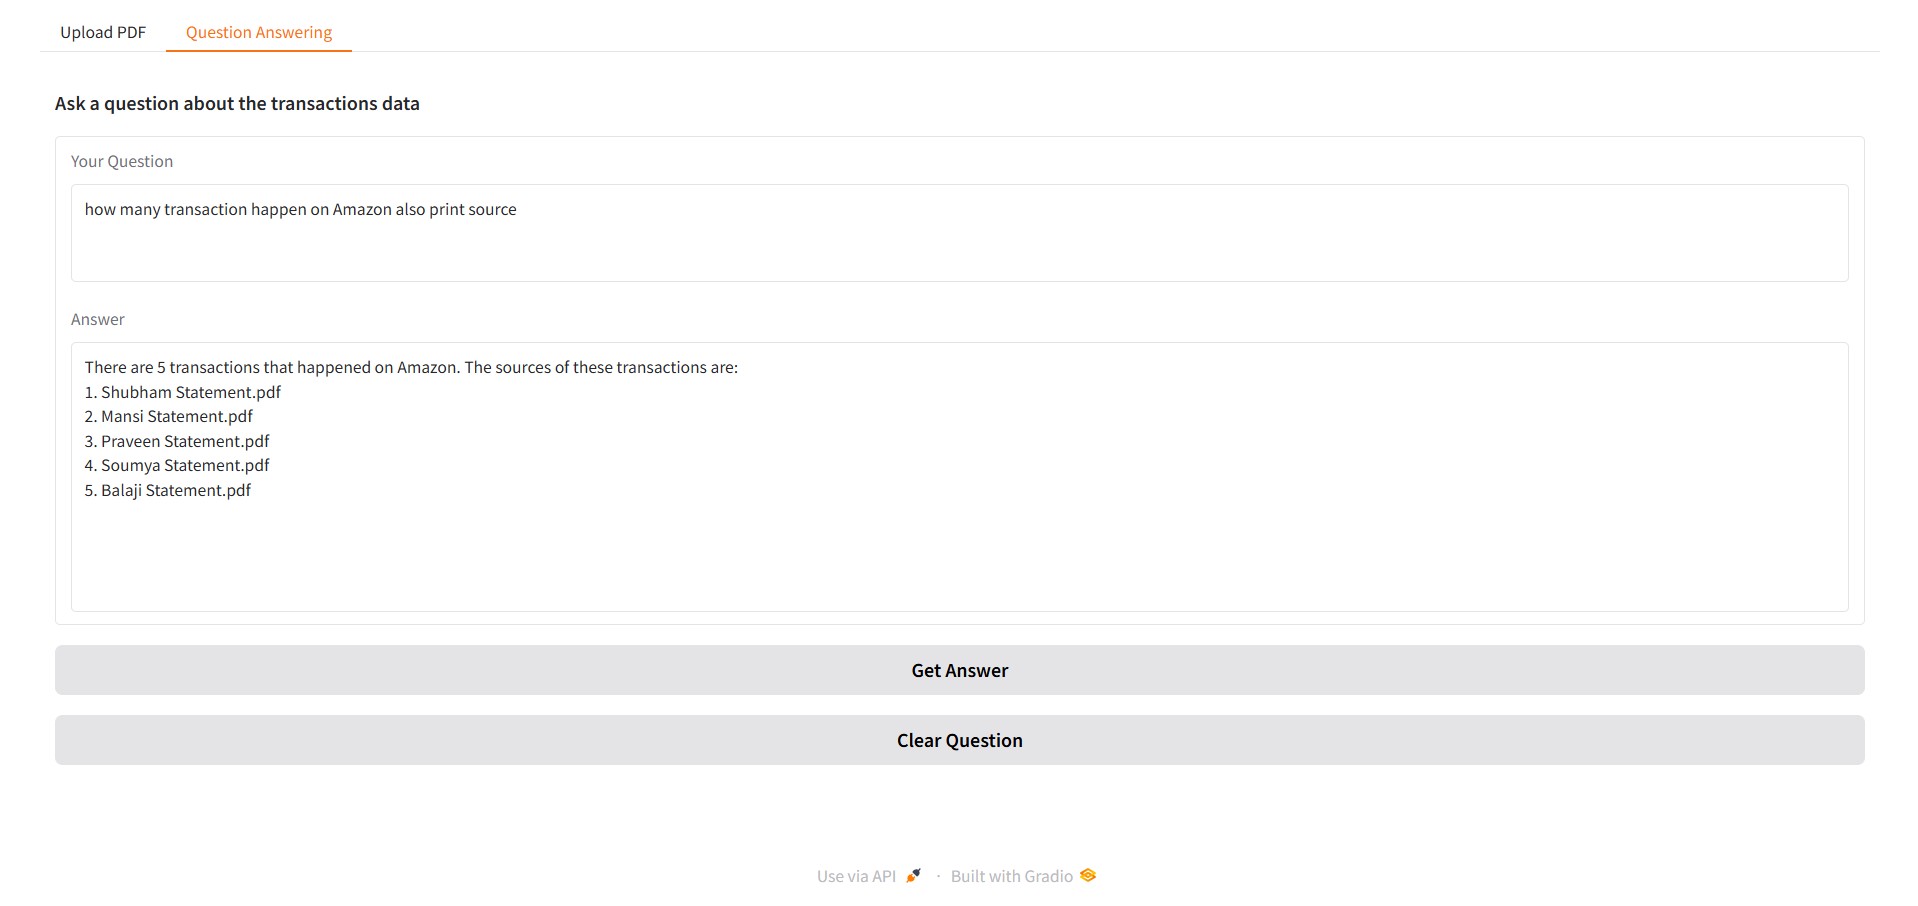 Upload PDF
Question Answering
Ask a question about the transactions data
Your Question
how many transaction happen on Amazon also print source
Answer
There are 5 transactions that happened on Amazon. The sources of these transactions are:
1. Shubham Statement.pdf
2. Mansi Statement.pdf
3. Praveen Statement.pdf
4. Soumya Statement.pdf
5. Balaji Statement.pdf
Get Answer
Clear Question
Use via API · Built with Gradio